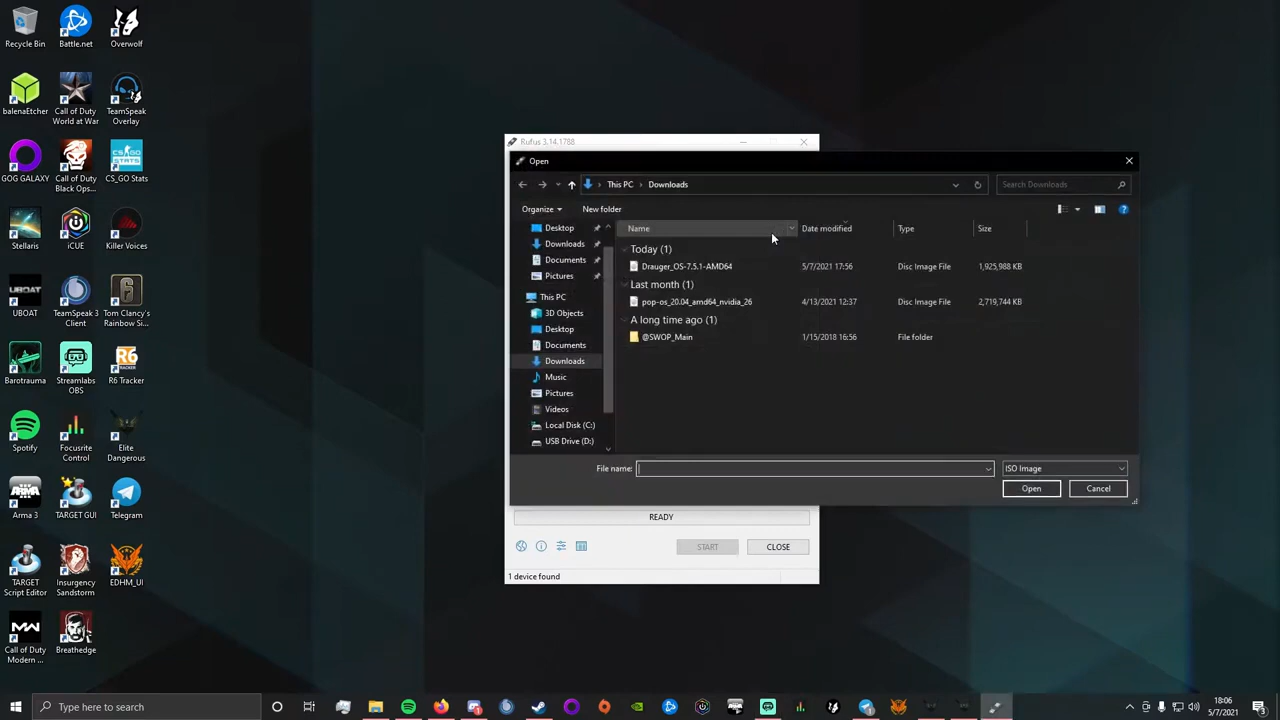 Recycle Bin
Battle.net
Overwolf
balenaEtcher
Call of Duty
World at War
TeamSpeak
Overlay
GOG GALAXY
Call of Duty
Black Ops...
CS_GO Stats
Stellaris
iCUE
Killer Voices
UBOAT
TeamSpeak 3
Client
Tom Clancy's
Rainbow Si...
Barotrauma
Streamlabs
OBS
R6 Tracker
Spotify
Focusrite
Control
Elite
Dangerous
Arma 3
TARGET GUI
Telegram
TARGET
Script Editor
Insurgency
Sandstorm
EDHM_UI
Call of Duty
Modern ...
Breathedge
Rufus 3.14.1788
Open
This PC > Downloads
Search Downloads
Organize
New folder
Desktop
Downloads
Documents
Pictures
This PC
3D Objects
Desktop
Documents
Downloads
Music
Pictures
Videos
Local Disk (C:)
USB Drive (D:)
Name Date modified Type Size
Today (1)
Drauger_OS-7.5.1-AMD64 5/7/2021 17:56 Disc Image File 1,925,988 KB
Last month (1)
pop-os_20.04_amd64_nvidia_26 4/13/2021 12:37 Disc Image File 2,719,744 KB
A long time ago (1)
@SWOP_Main 1/15/2018 16:56 File folder
File name:
ISO Image
Open
Cancel
READY
START
CLOSE
1 device found
Type here to search
18:06
5/7/2021